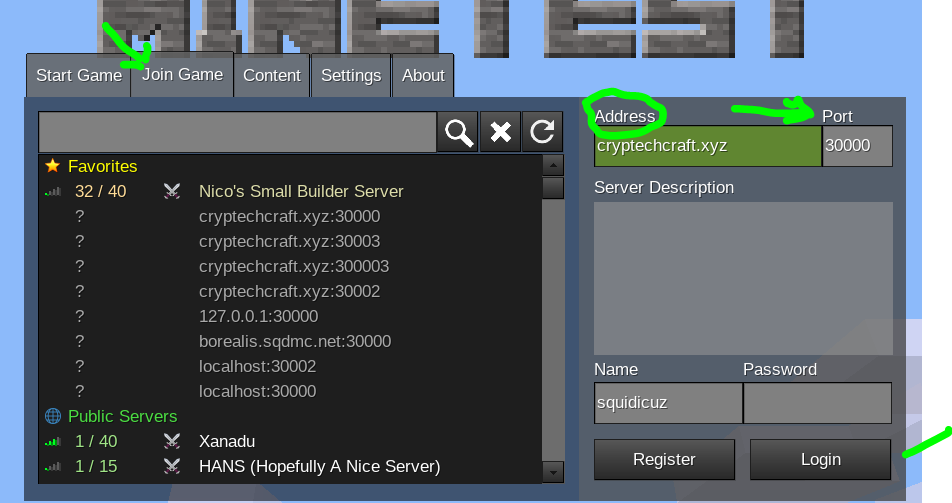 MINETEST
Start Game Join Game Content Settings About
Address Port
cryptechcraft.xyz 30000
Favorites
32 / 40 Nico's Small Builder Server
Server Description
? cryptechcraft.xyz:30000
? cryptechcraft.xyz:30003
? cryptechcraft.xyz:300003
? cryptechcraft.xyz:30002
? 127.0.0.1:30000
? borealis.sqdmc.net:30000
? localhost:30002
? localhost:30000
Public Servers
1 / 40 Xanadu
1 / 15 HANS (Hopefully A Nice Server)
Name Password
squidicuz
Register Login